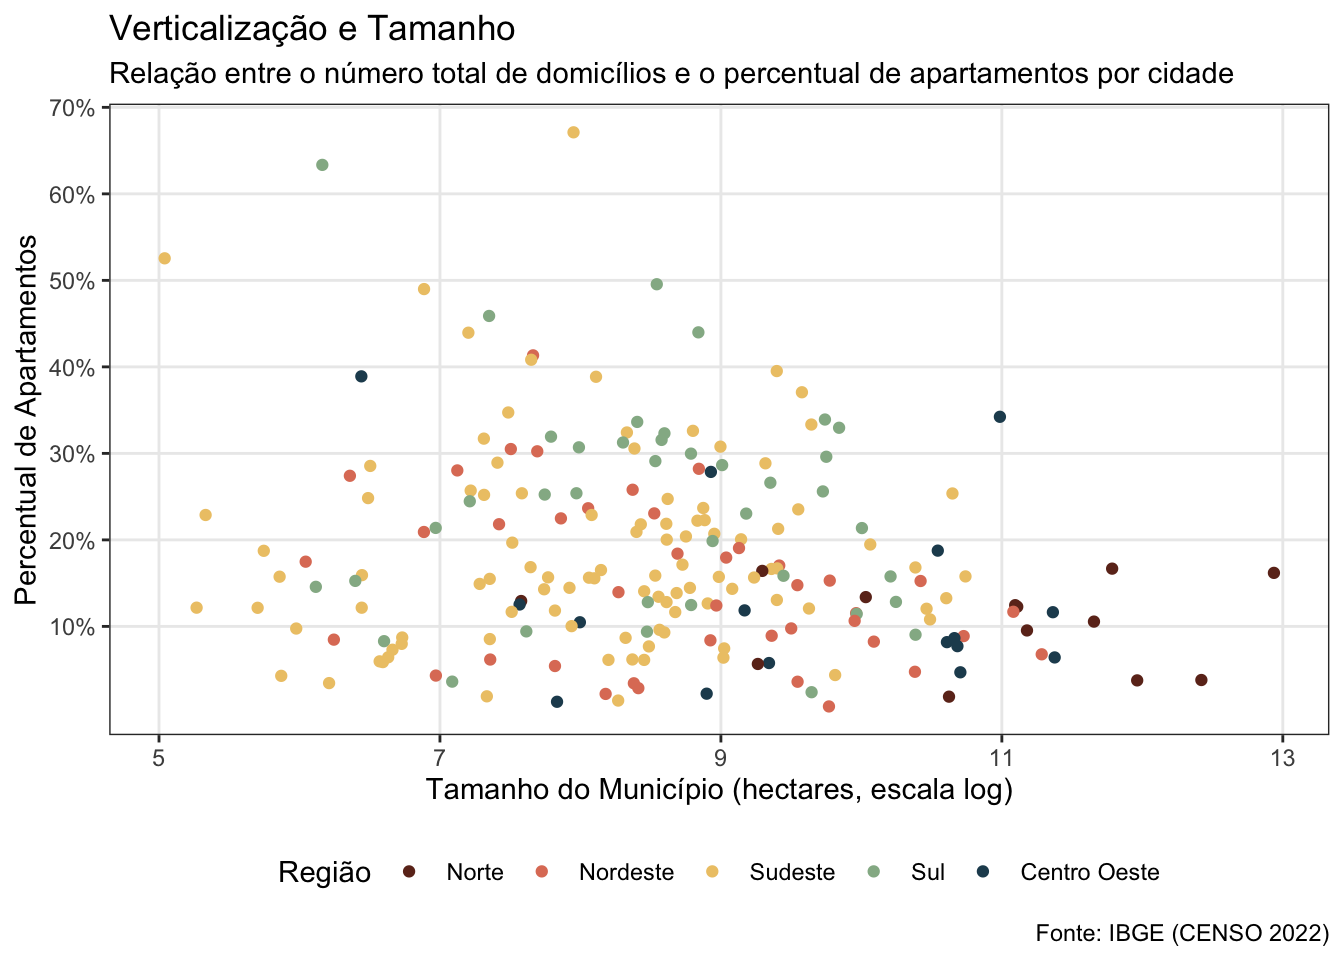 Verticalização e Tamanho
Relação entre o número total de domicílios e o percentual de apartamentos por cidade
Percentual de Apartamentos
70%
60%
50%
40%
30%
20%
10%
5 7 9 11 13
Tamanho do Município (hectares, escala log)
Região Norte Nordeste Sudeste Sul Centro Oeste
Fonte: IBGE (CENSO 2022)